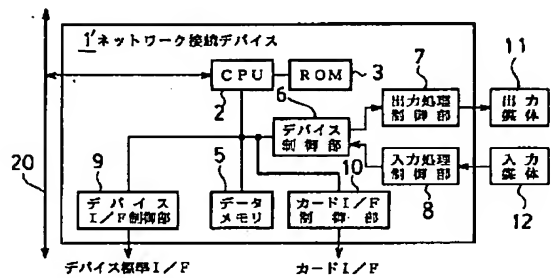 1' ネットワーク接続デバイス
CPU
2
ROM
3
6
デバイス
制御部
7
出力処理
制御部
11
出力
媒体
入力処理
制御部
8
入力
媒体
12
20
9
デバイス
I/F制御部
5
データ
メモリ
10
カードI/F
制御部
デバイス標準I/F
カードI/F